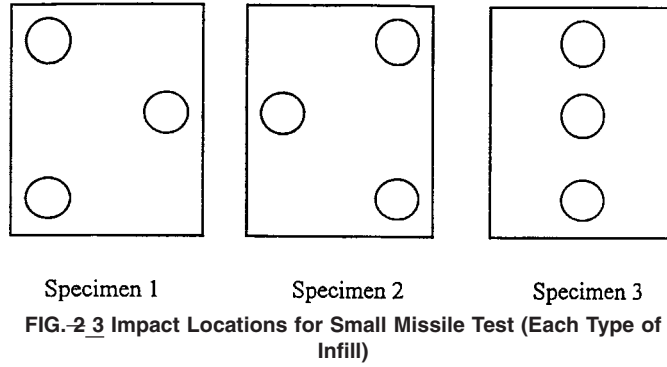 Specimen 1 Specimen 2 Specimen 3
FIG. 2 3 Impact Locations for Small Missile Test (Each Type of
Infill)